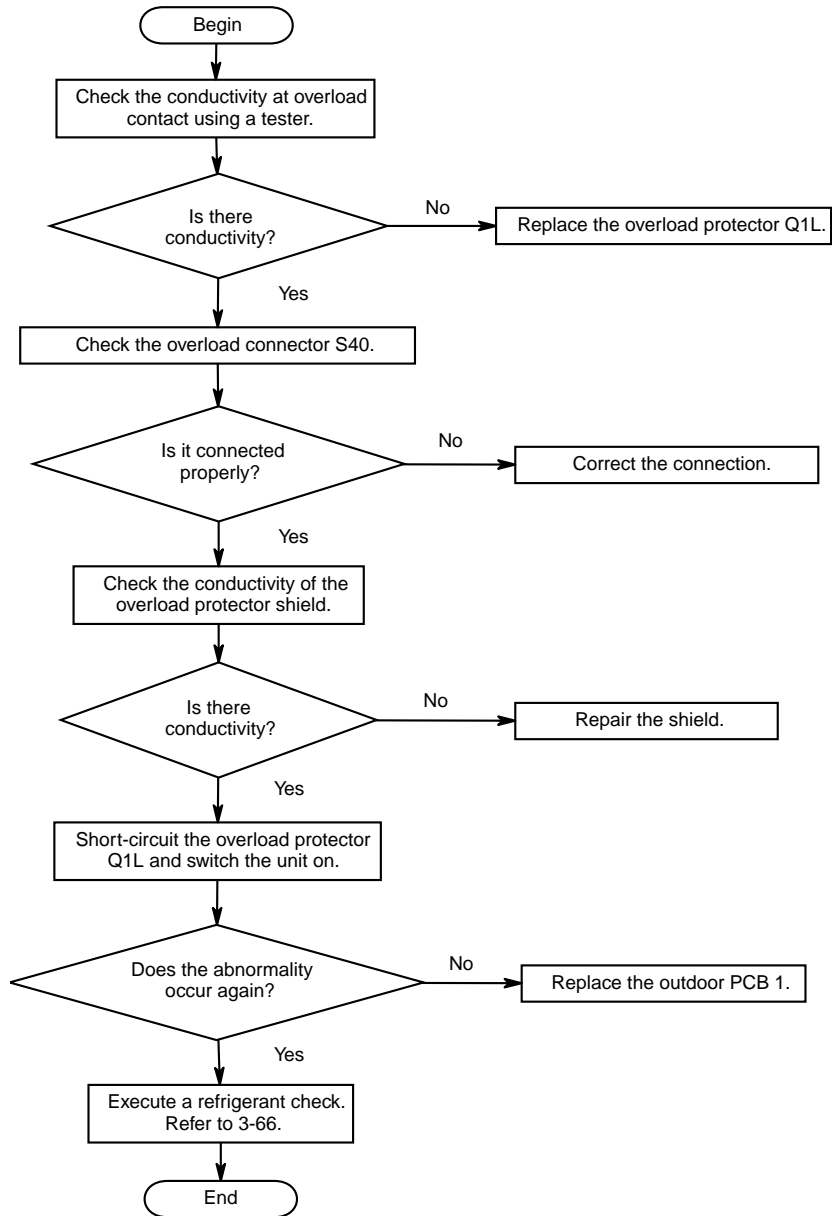 Begin
Check the conductivity at overload
contact using a tester.
Is there
conductivity?
No
Replace the overload protector Q1L.
Yes
Check the overload connector S40.
Is it connected
properly?
No
Correct the connection.
Yes
Check the conductivity of the
overload protector shield.
Is there
conductivity?
No
Repair the shield.
Yes
Short-circuit the overload protector
Q1L and switch the unit on.
Does the abnormality
occur again?
No
Replace the outdoor PCB 1.
Yes
Execute a refrigerant check.
Refer to 3-66.
End